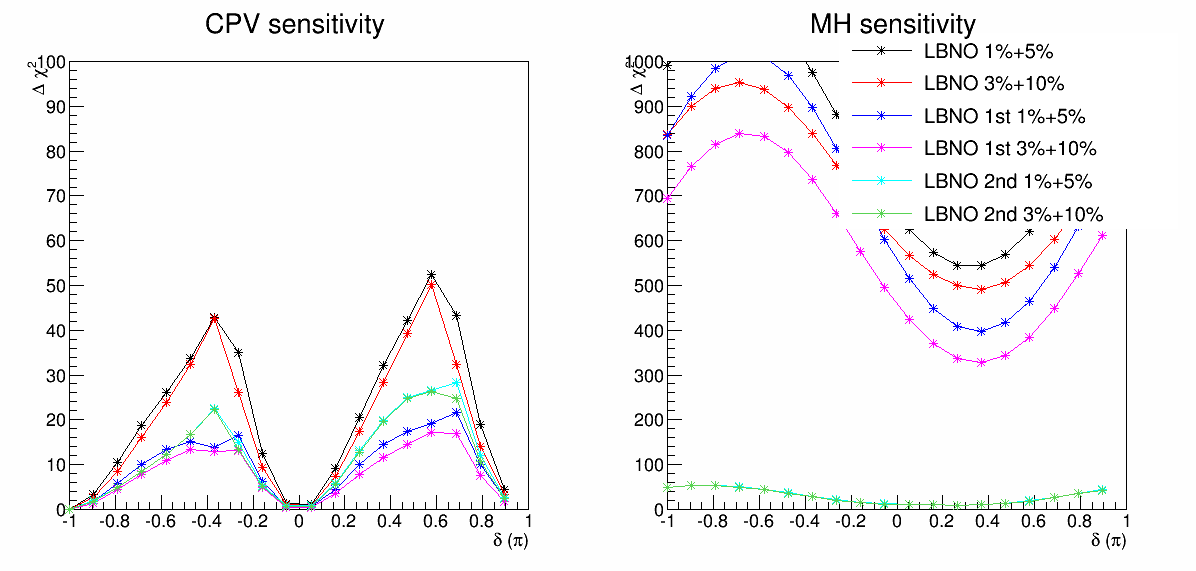 CPV sensitivity
Δ χ²
100
90
80
70
60
50
40
30
20
10
0
-1 -0.8 -0.6 -0.4 -0.2 0 0.2 0.4 0.6 0.8 1
δ (π)
MH sensitivity
Δ χ²
1000
900
800
700
600
500
400
300
200
100
0
-1 -0.8 -0.6 -0.4 -0.2 0 0.2 0.4 0.6 0.8 1
δ (π)
LBNO 1%+5%
LBNO 3%+10%
LBNO 1st 1%+5%
LBNO 1st 3%+10%
LBNO 2nd 1%+5%
LBNO 2nd 3%+10%